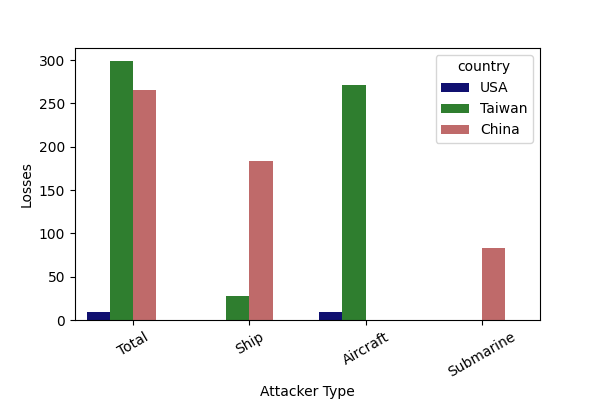 300
250
200
150
100
50
0
Losses
country
USA
Taiwan
China
Total
Ship
Aircraft
Submarine
Attacker Type